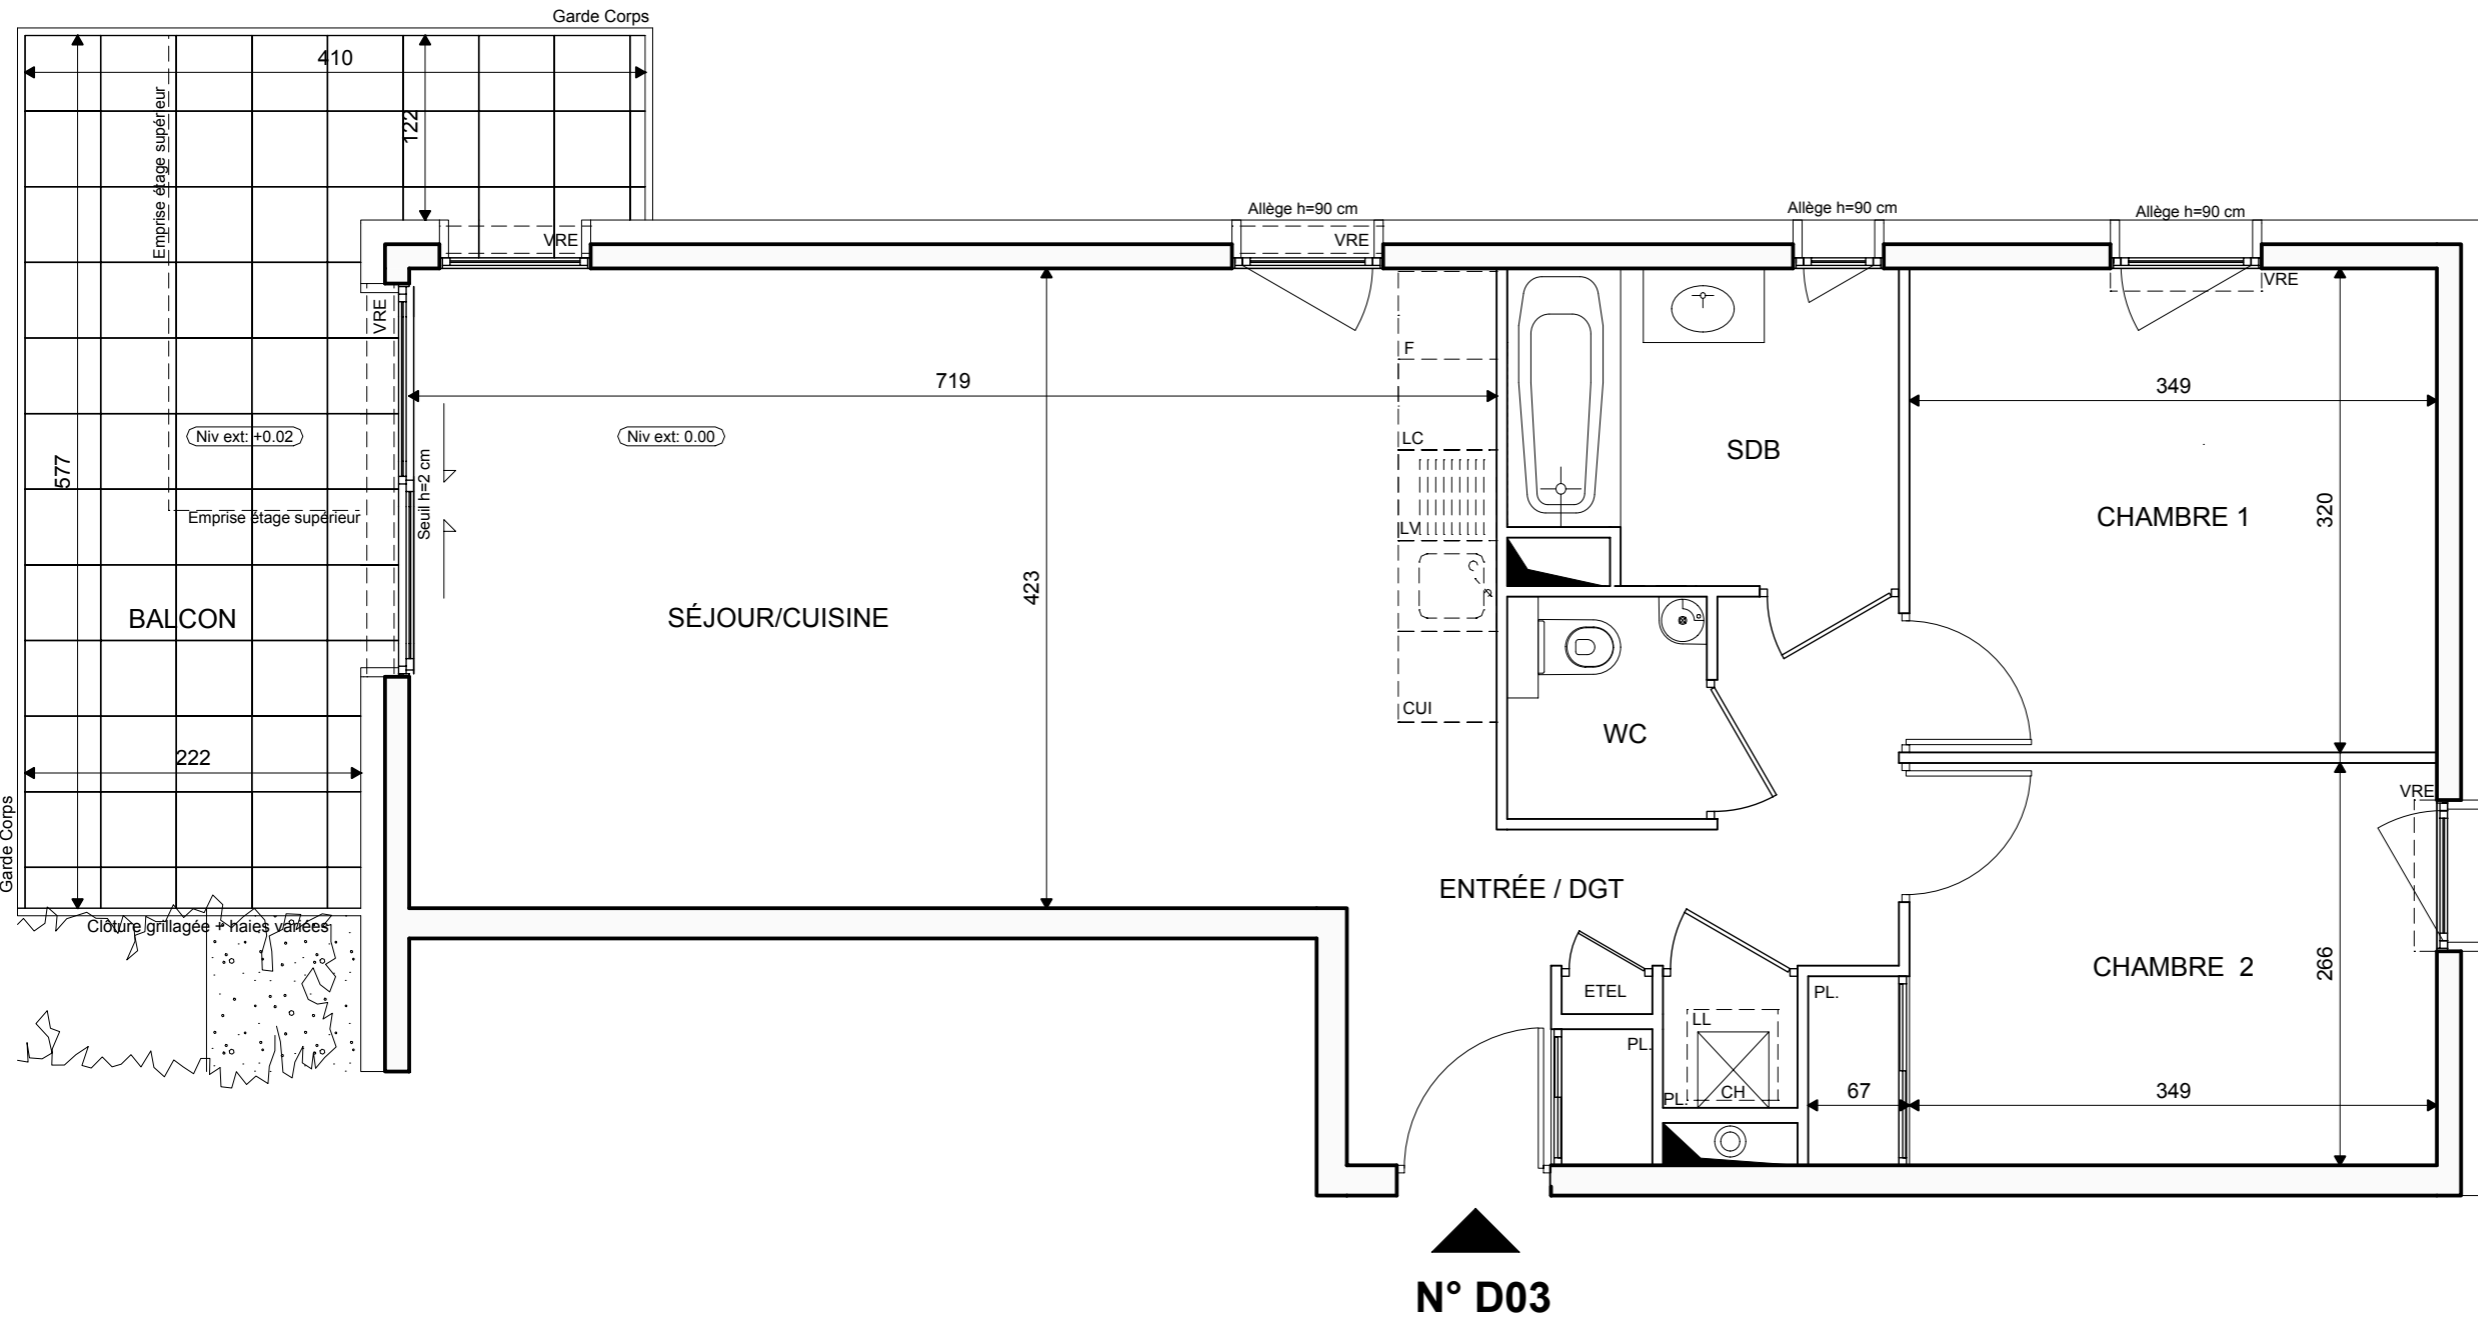 Garde Corps
410
122
Emprise étage supérieur
Allège h=90 cm
Allège h=90 cm
Allège h=90 cm
VRE
VRE
VRE
VRE
F
719
349
Niv ext: +0.02
Niv ext: 0.00
LC
SDB
577
Seuil h=2 cm
Emprise étage supérieur
LV
320
CHAMBRE 1
423
BALCON
SÉJOUR/CUISINE
CUI
WC
222
VRE
Garde Corps
ENTRÉE / DGT
Clôture grillagée + haies variées
266
CHAMBRE 2
ETEL
PL.
LL
PL.
CH
PL.
67
349
N° D03